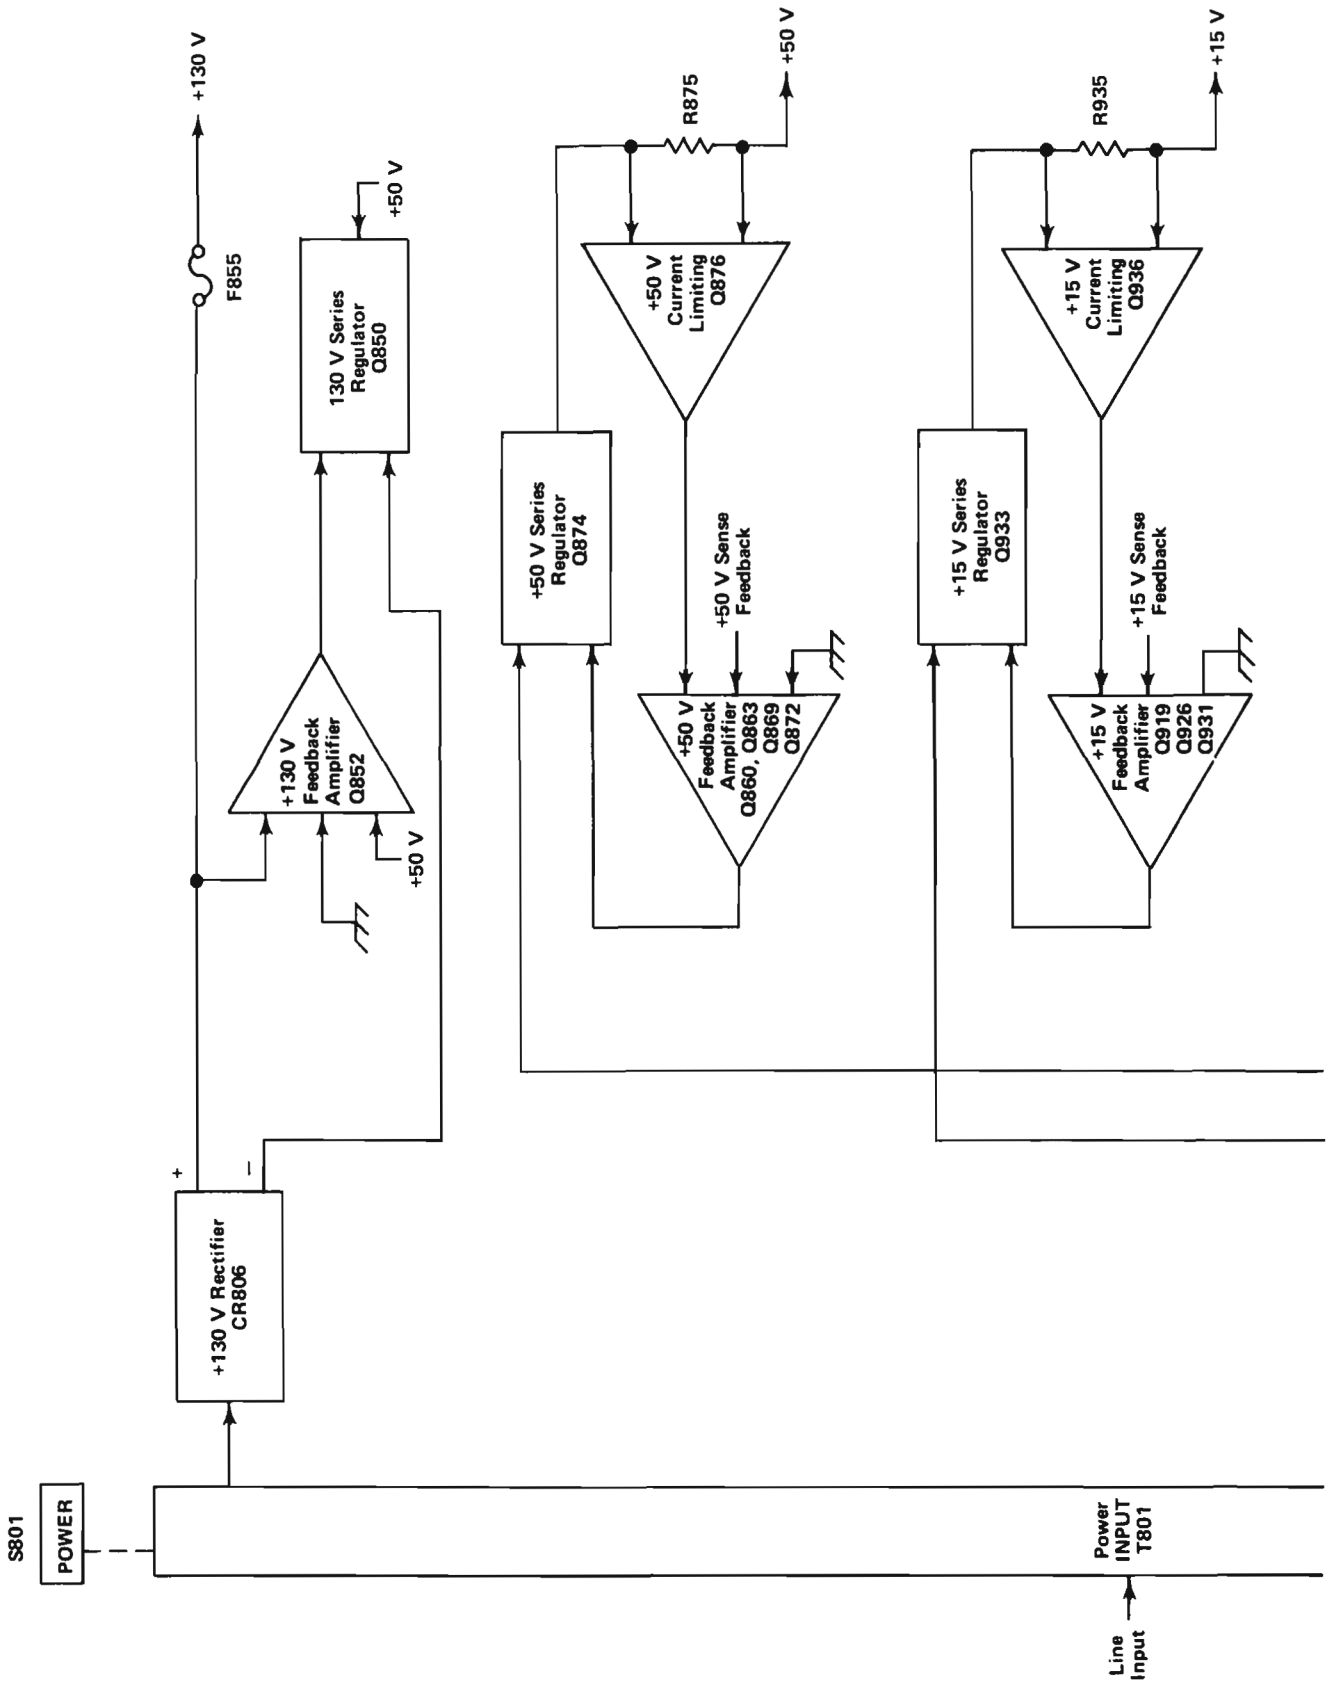 S801
POWER
Line
Input
Power
INPUT
T801
+130 V Rectifier
CR806
+
−
+130 V
Feedback
Amplifier
Q852
+50 V
130 V Series
Regulator
Q850
+50 V
F855
+130 V
+50 V Series
Regulator
Q874
+50 V
Feedback
Amplifier
Q860, Q863
Q869
Q872
+50 V Sense
Feedback
+50 V
Current
Limiting
Q876
R875
+50 V
+15 V Series
Regulator
Q933
+15 V
Feedback
Amplifier
Q919
Q926
Q931
+15 V Sense
Feedback
+15 V
Current
Limiting
Q936
R935
+15 V